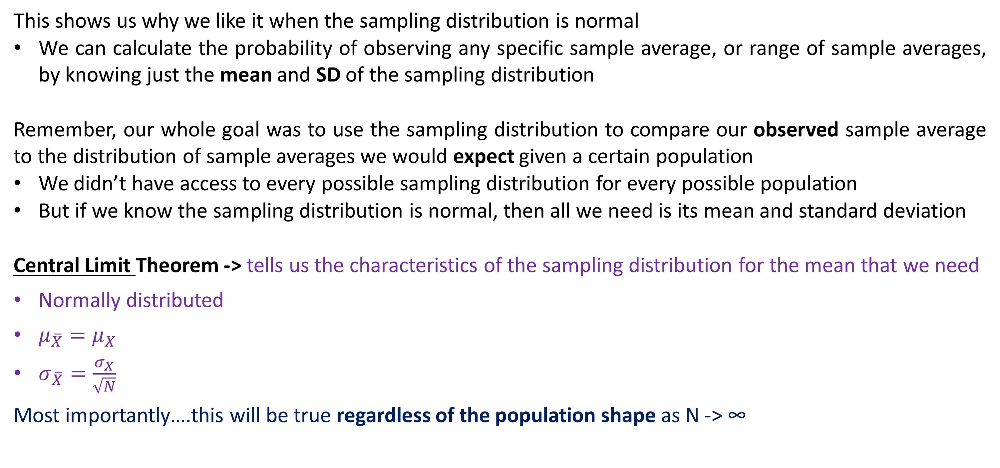 This shows us why we like it when the sampling distribution is normal
• We can calculate the probability of observing any specific sample average, or range of sample averages,
by knowing just the mean and SD of the sampling distribution
Remember, our whole goal was to use the sampling distribution to compare our observed sample average
to the distribution of sample averages we would expect given a certain population
• We didn’t have access to every possible sampling distribution for every possible population
• But if we know the sampling distribution is normal, then all we need is its mean and standard deviation
Central Limit Theorem -> tells us the characteristics of the sampling distribution for the mean that we need
• Normally distributed
• $\mu_{\bar{X}} = \mu_X$
• $\sigma_{\bar{X}} = \frac{\sigma_X}{\sqrt{N}}$
Most importantly....this will be true regardless of the population shape as N -> ∞